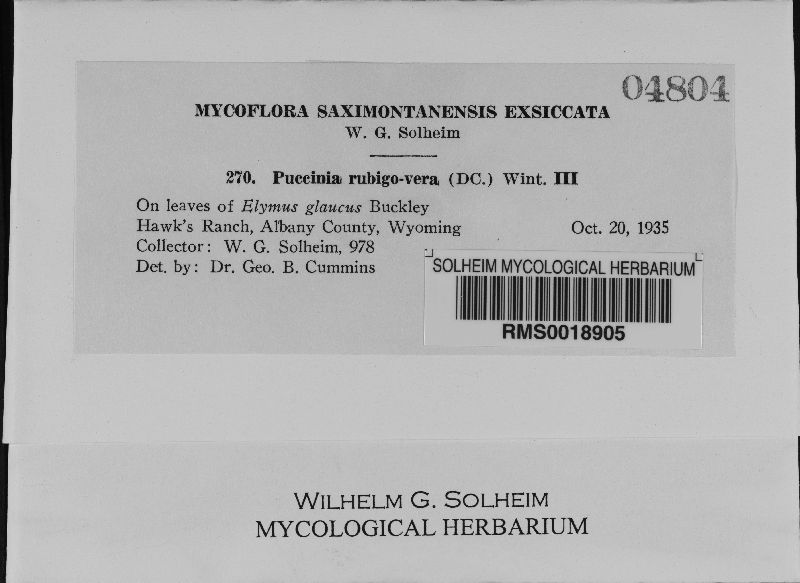 04804
MYCOFLORA SAXIMONTANENSIS EXSICCATA
W. G. Solheim
270. Puccinia rubigo-vera (DC.) Wint. III
On leaves of Elymus glaucus Buckley
Hawk's Ranch, Albany County, Wyoming Oct. 20, 1935
Collector: W. G. Solheim, 978
Det. by: Dr. Geo. B. Cummins
SOLHEIM MYCOLOGICAL HERBARIUM
RMS0018905
WILHELM G. SOLHEIM
MYCOLOGICAL HERBARIUM